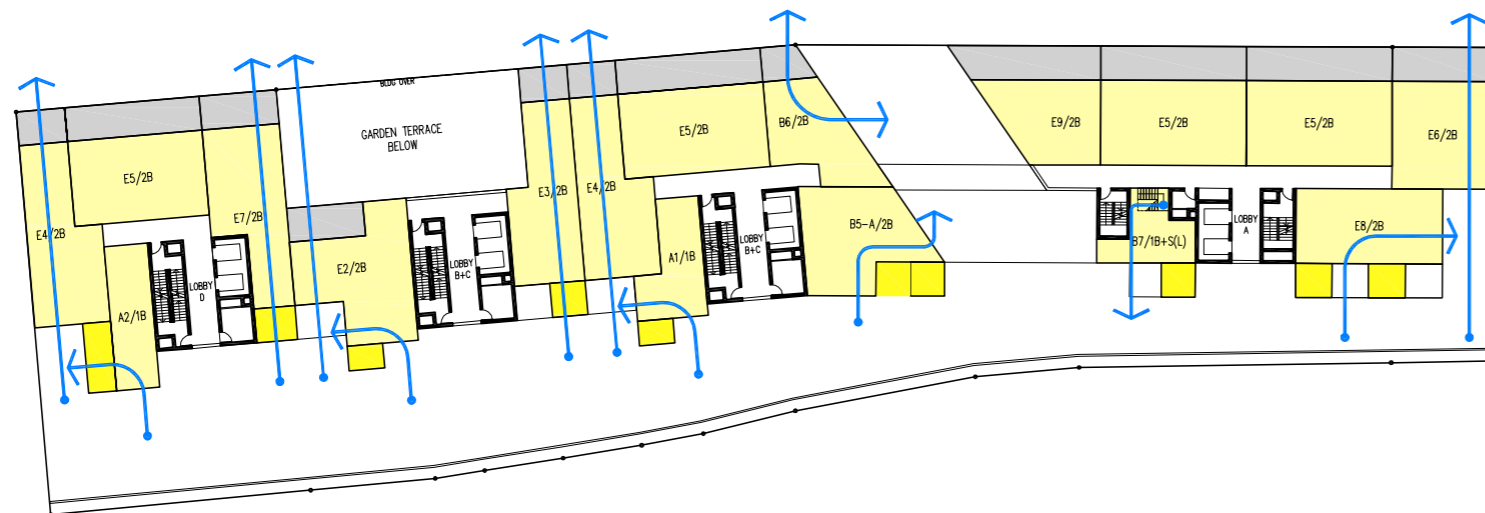 BLDG OVER
GARDEN TERRACE
BELOW
E5/2B
B6/2B
E9/2B
E5/2B
E5/2B
E6/2B
E5/2B
E4/2B
E7/2B
E3/2B
E4/2B
E2/2B
A1/1B
B5-A/2B
B7/1B+S(L)
E8/2B
LOBBY
D
LOBBY
B+C
LOBBY
B+C
LOBBY
A
A2/1B